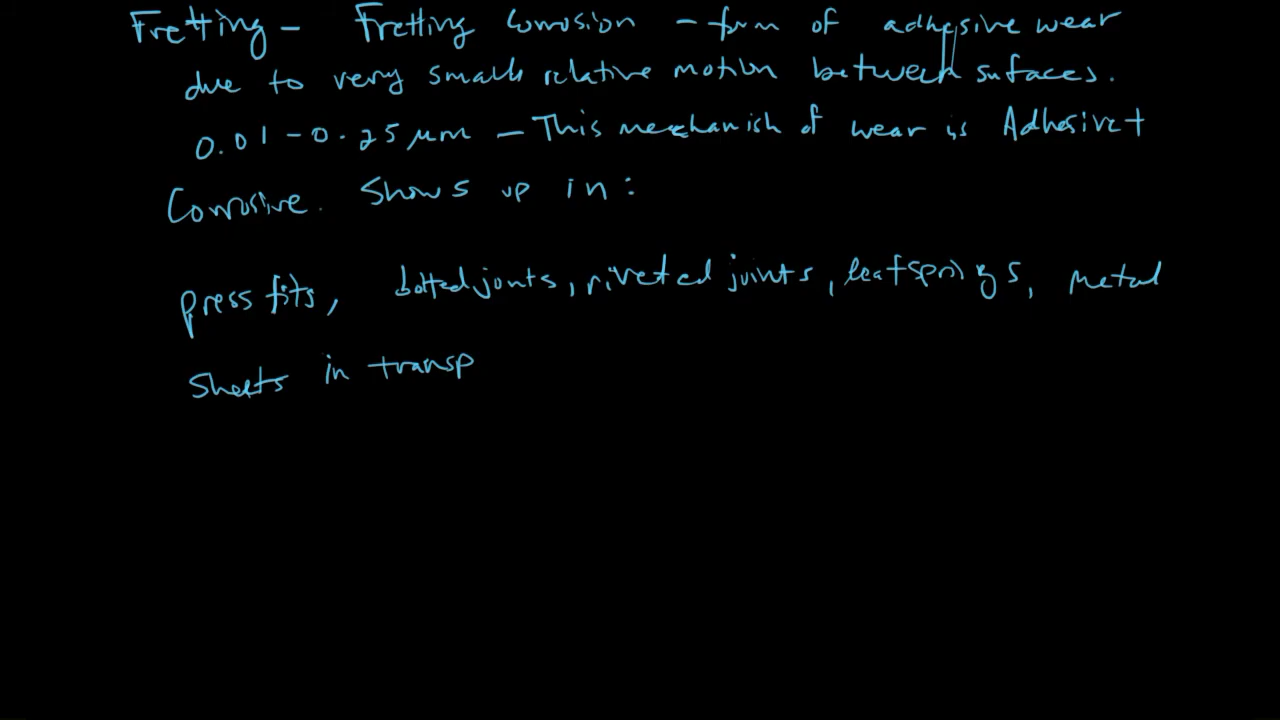 Fretting - Fretting Corrosion - form of adhesive wear
due to very small relative motion between sufaces.
0.01 - 0.25 μm - This mechanish of wear is Adhesive +
Corrosive. Shows up in:
press fits, bolted joints, riveted joints, leaf springs, metal
Sheets in transp